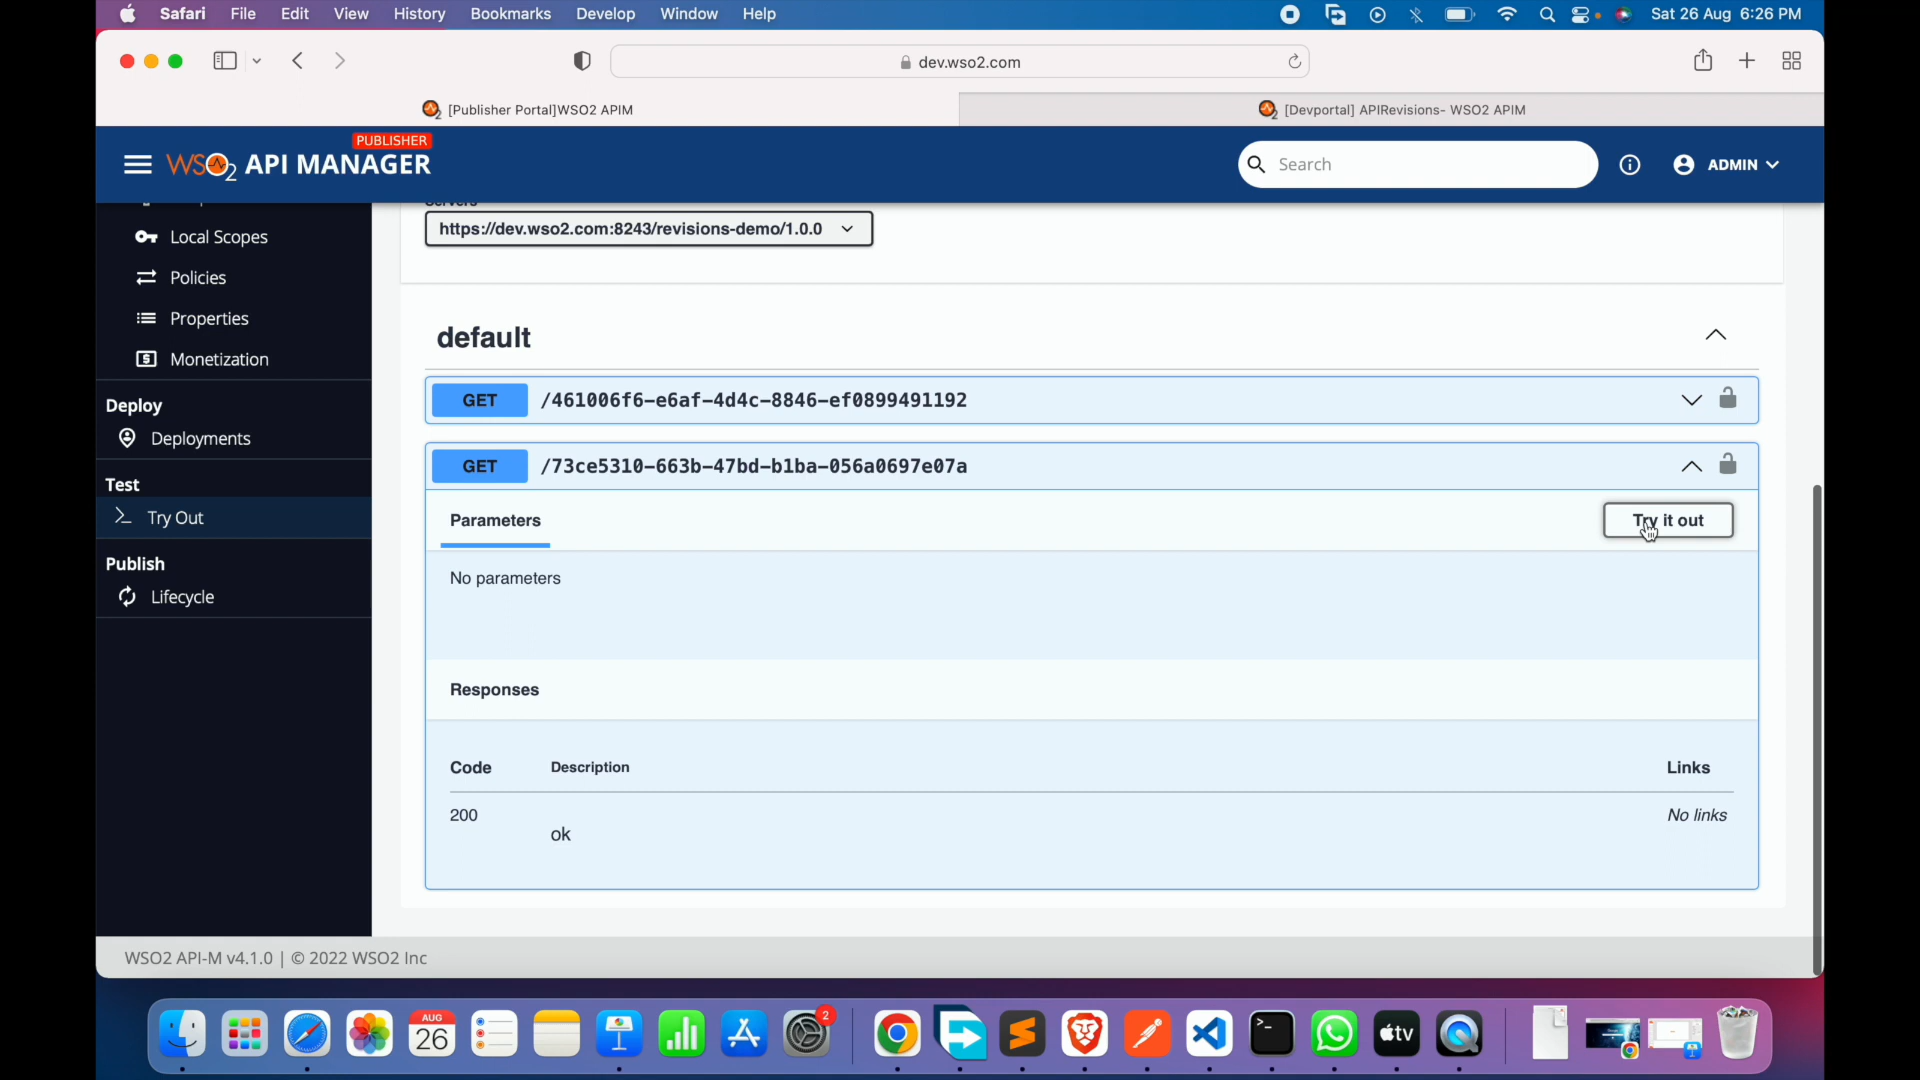 Safari File Edit View History Bookmarks Develop Window Help Sat 26 Aug 6:26 PM
dev.wso2.com
[Publisher Portal]WSO2 APIM
[Devportal] APIRevisions- WSO2 APIM
PUBLISHER
WSO2 API MANAGER
Search
ADMIN
Servers
https://dev.wso2.com:8243/revisions-demo/1.0.0
Local Scopes
Policies
Properties
Monetization
Deploy
Deployments
Test
Try Out
Publish
Lifecycle
default
GET /461006f6-e6af-4d4c-8846-ef0899491192
GET /73ce5310-663b-47bd-b1ba-056a0697e07a
Parameters
Try it out
No parameters
Responses
Code Description Links
200 No links
ok
WSO2 API-M v4.1.0 | © 2022 WSO2 Inc
AUG
26
2
tv